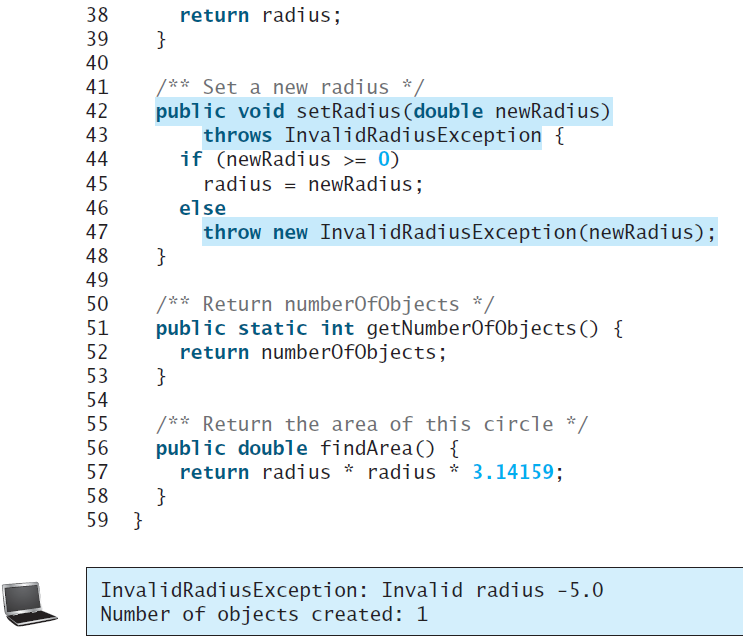 38 return radius;
39 }
40
41 /** Set a new radius */
42 public void setRadius(double newRadius)
43 throws InvalidRadiusException {
44 if (newRadius >= 0)
45 radius = newRadius;
46 else
47 throw new InvalidRadiusException(newRadius);
48 }
49
50 /** Return numberOfObjects */
51 public static int getNumberOfObjects() {
52 return numberOfObjects;
53 }
54
55 /** Return the area of this circle */
56 public double findArea() {
57 return radius * radius * 3.14159;
58 }
59 }
InvalidRadiusException: Invalid radius -5.0
Number of objects created: 1